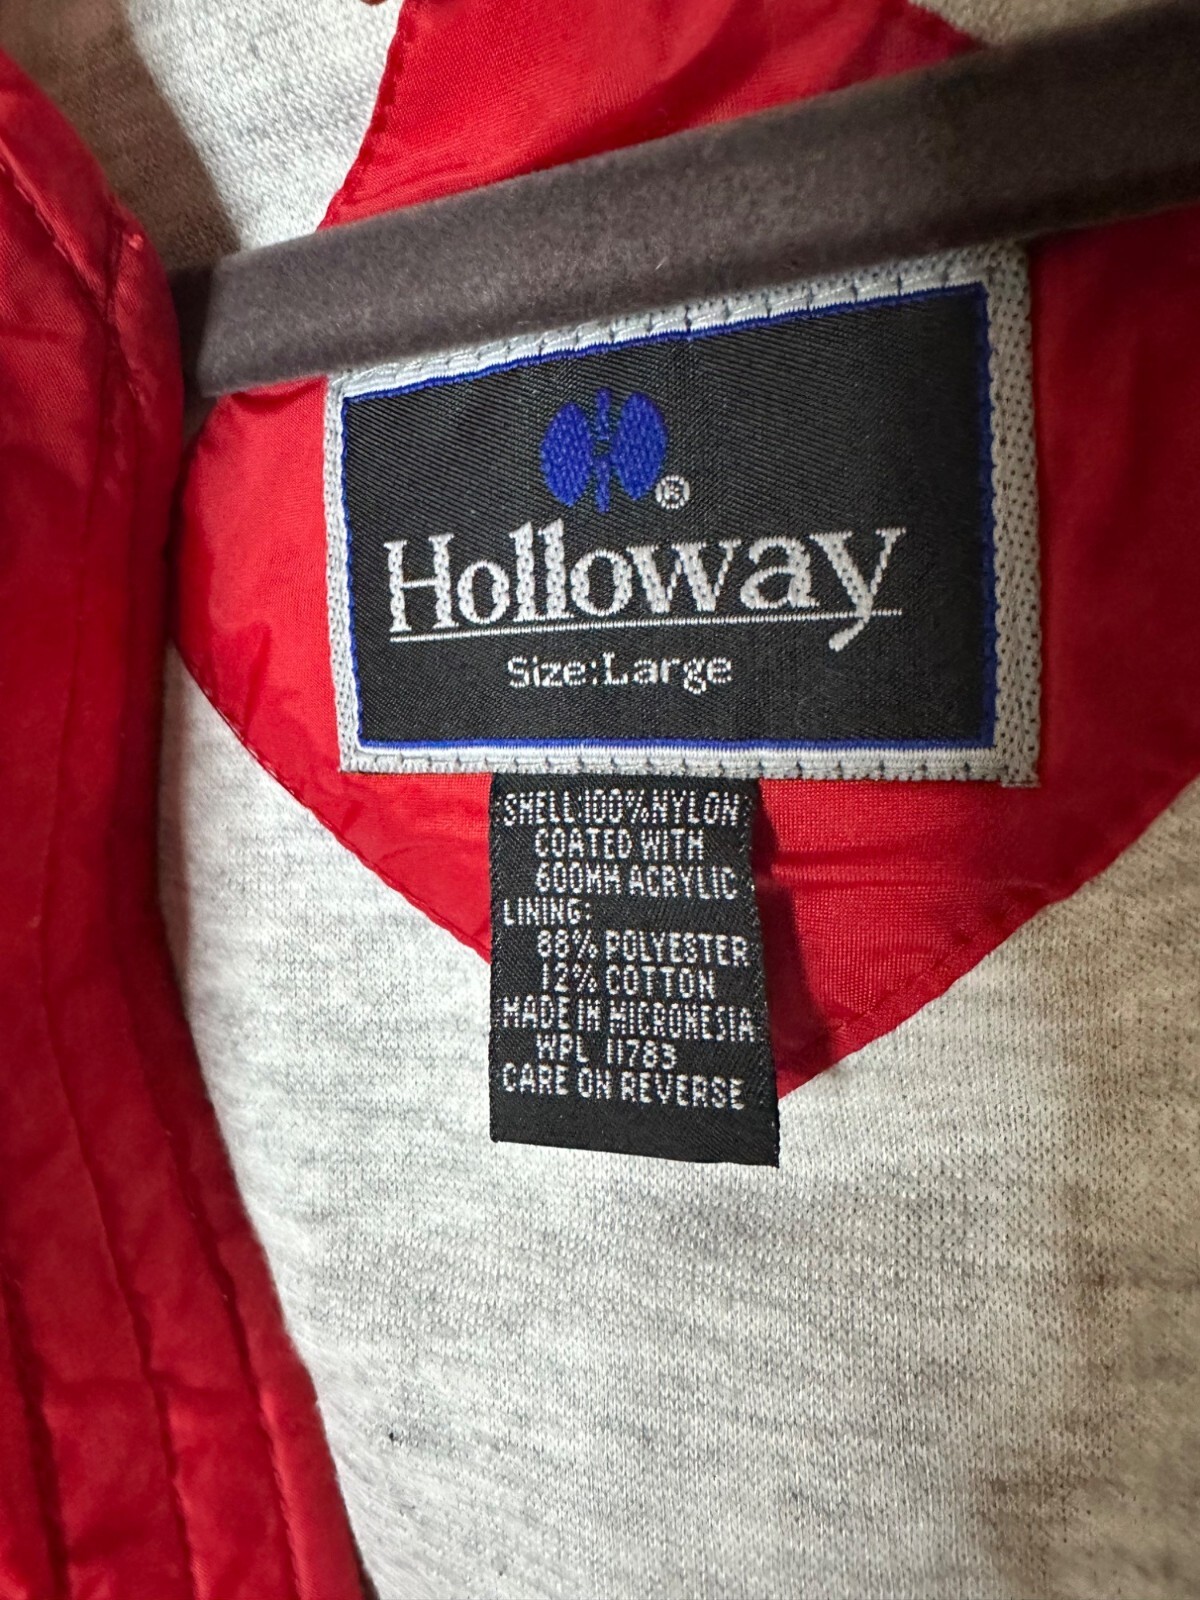 ®
Holloway
Size:Large
SHELL 100% NYLON
COATED WITH
600MM ACRYLIC
LINING:
88% POLYESTER
12% COTTON
MADE IN MICRONESIA
WPL 11783
CARE ON REVERSE